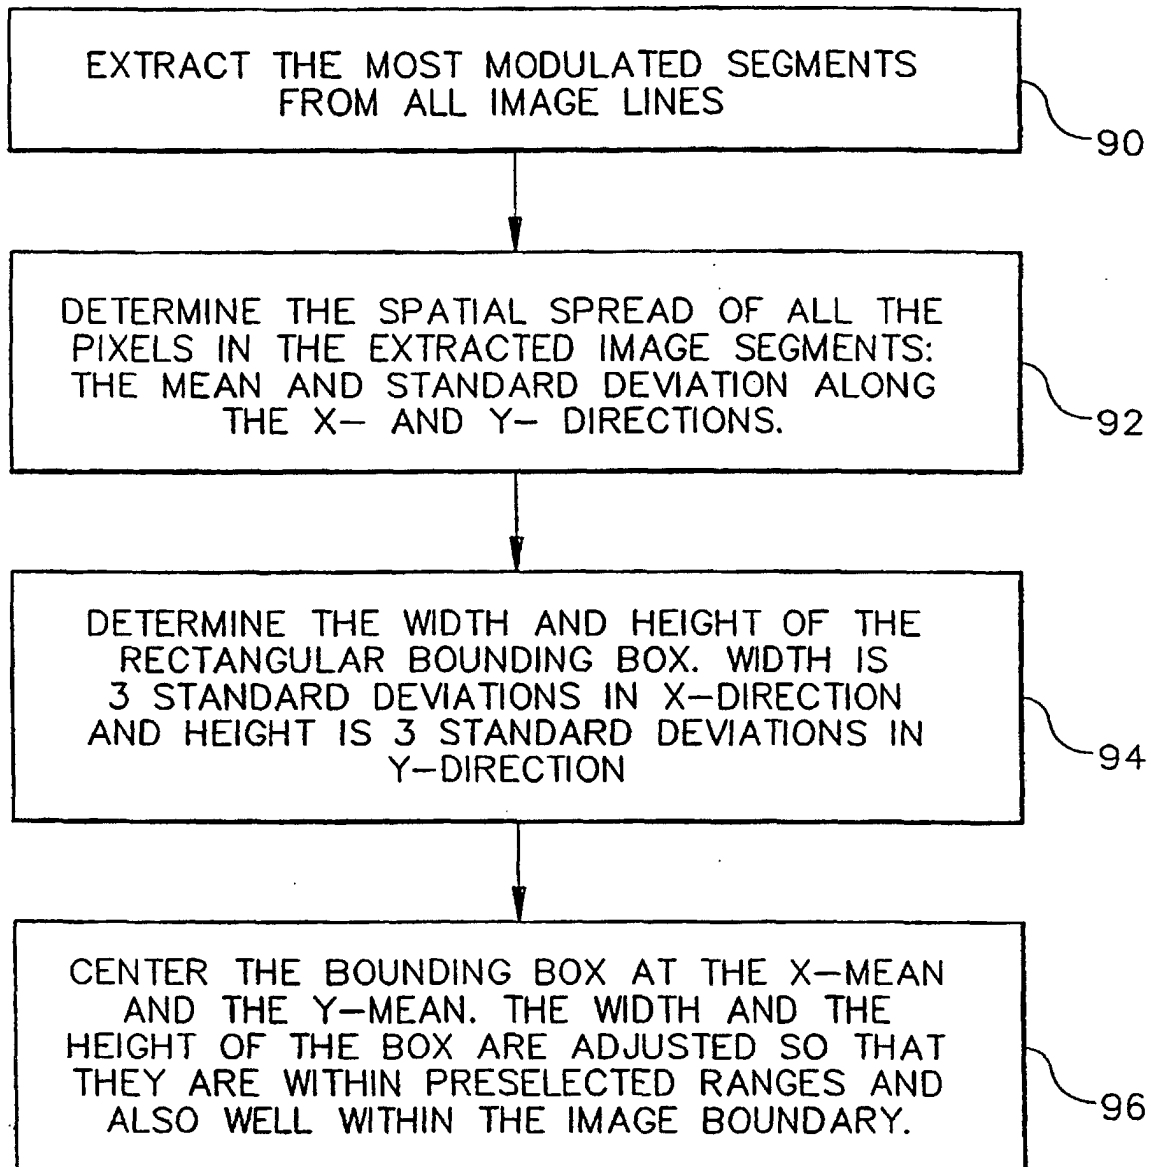 EXTRACT THE MOST MODULATED SEGMENTS
FROM ALL IMAGE LINES
90
DETERMINE THE SPATIAL SPREAD OF ALL THE
PIXELS IN THE EXTRACTED IMAGE SEGMENTS:
THE MEAN AND STANDARD DEVIATION ALONG
THE X- AND Y- DIRECTIONS.
92
DETERMINE THE WIDTH AND HEIGHT OF THE
RECTANGULAR BOUNDING BOX. WIDTH IS
3 STANDARD DEVIATIONS IN X-DIRECTION
AND HEIGHT IS 3 STANDARD DEVIATIONS IN
Y-DIRECTION
94
CENTER THE BOUNDING BOX AT THE X-MEAN
AND THE Y-MEAN. THE WIDTH AND THE
HEIGHT OF THE BOX ARE ADJUSTED SO THAT
THEY ARE WITHIN PRESELECTED RANGES AND
ALSO WELL WITHIN THE IMAGE BOUNDARY.
96